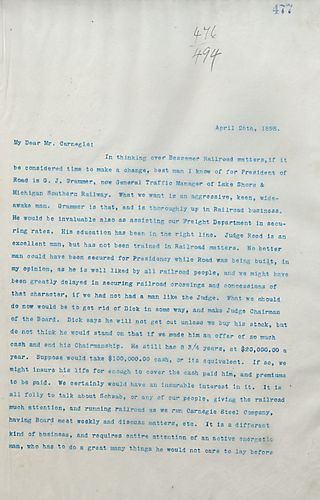 477
476
494
April 26th, 1898.
My Dear Mr. Carnegie:
In thinking over Bessemer Railroad matters, if it
be considered time to make a change, best man I know of for President of
Road is G. J. Grammer, now General Traffic Manager of Lake Shore &
Michigan Southern Railway. What we want is an aggressive, keen, wide-
awake man. Grammer is that, and is thoroughly up in Railroad business.
He would be invaluable also as assisting our Freight Department in secu-
ring rates. His education has been in the right line. Judge Reed is an
excellent man, but has not been trained in Railroad matters. No better
man could have been secured for Presidency while Road was being built, in
my opinion, as he is well liked by all railroad people, and we might have
been greatly delayed in securing railroad crossings and concessions of
that character, if we had not had a man like the Judge. What we should
do now would be to get rid of Dick in some way, and make Judge Chairman
of the Board. Dick says he will not get out unless we buy his stock, but
do not think he would stand on that if we made him an offer of so much
cash and end his Chairmanship. He still has 8 3/4 years, at $20,000.00 a
year. Suppose would take $100,000.00 cash, or its equivalent. If so, we
might insure his life for enough to cover the cash paid him, and premiums
to be paid. We certainly would have an insurable interest in it. It is
all folly to talk about Schwab, or any of our people, giving the railroad
much attention, and running railroad as we run Carnegie Steel Company,
having Board meet weekly and discuss matters, etc. It is a different
kind of business, and requires entire attention of an active energetic
man, who has to do a great many things he would not care to lay before